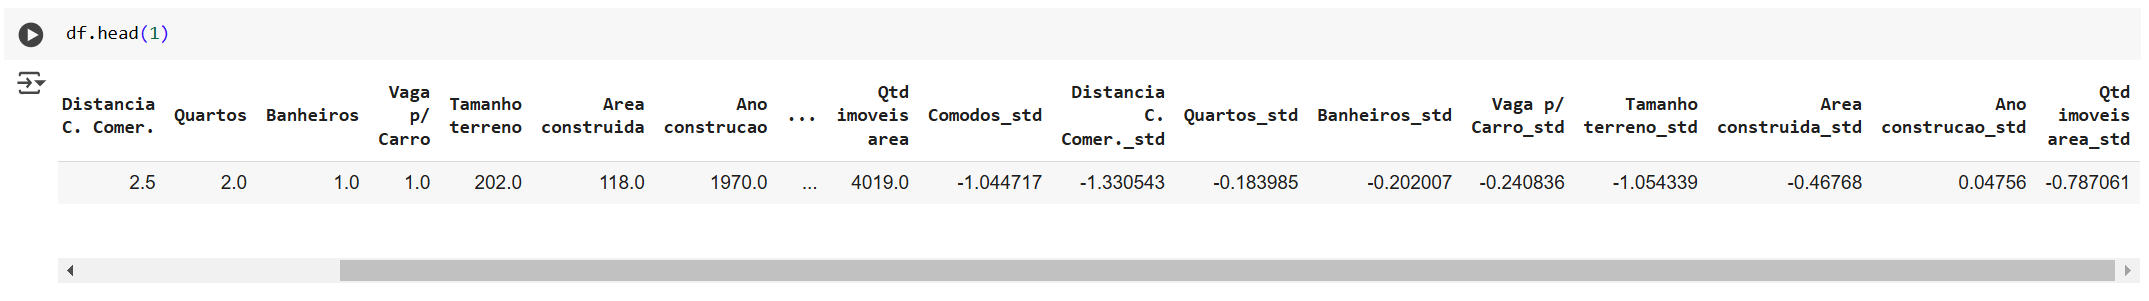 df.head(1)
Distancia C. Comer. Quartos Banheiros Vaga p/ Carro Tamanho terreno Area construida Ano construcao ... Qtd imoveis area Comodos_std Distancia C. Comer._std Quartos_std Banheiros_std Vaga p/ Carro_std Tamanho terreno_std Area construida_std Ano construcao_std Qtd imoveis area_std
2.5 2.0 1.0 1.0 202.0 118.0 1970.0 ... 4019.0 -1.044717 -1.330543 -0.183985 -0.202007 -0.240836 -1.054339 -0.46768 0.04756 -0.787061